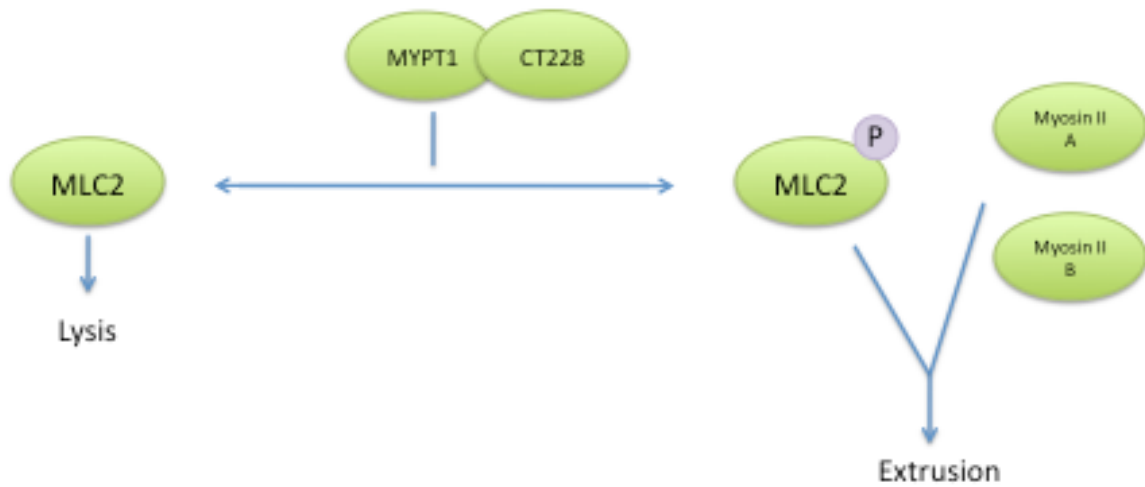 MYPT1
CT228
MLC2
P
MLC2
Myosin II
A
Myosin II
B
Lysis
Extrusion